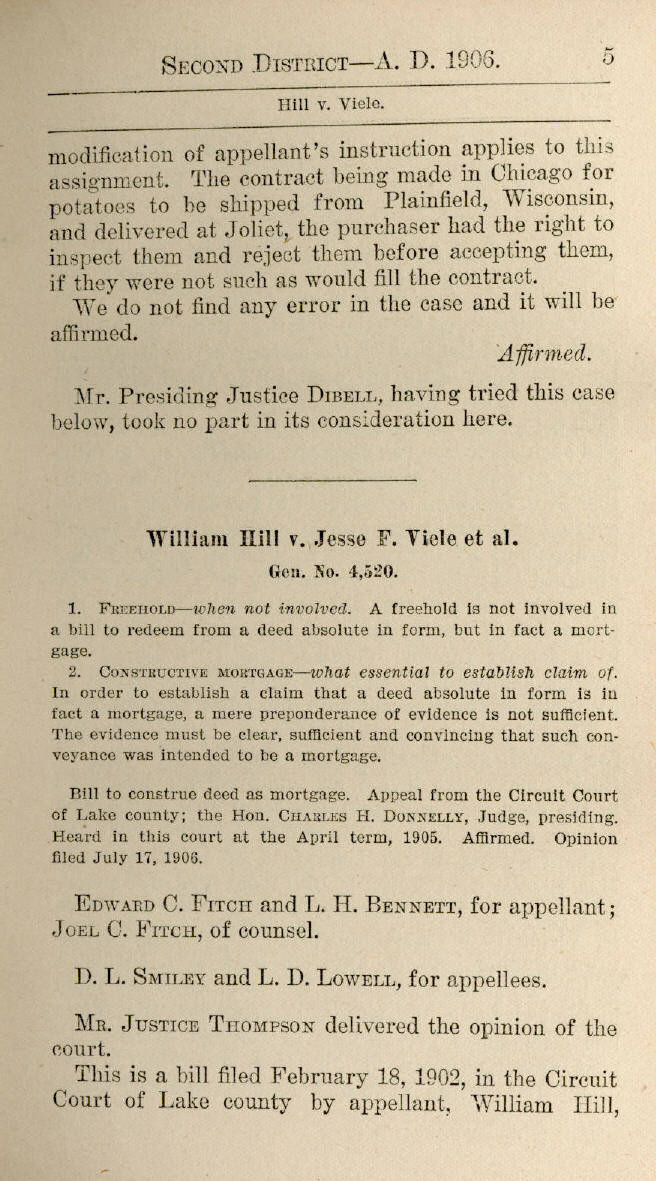 SECOND DISTRICT—A. D. 1906. 5
Hill v. Viele.
modification of appellant's instruction applies to this
assignment. The contract being made in Chicago for
potatoes to be shipped from Plainfield, Wisconsin,
and delivered at Joliet, the purchaser had the right to
inspect them and reject them before accepting them,
if they were not such as would fill the contract.
We do not find any error in the case and it will be
affirmed.
Affirmed.
Mr. Presiding Justice DIBELL, having tried this case
below, took no part in its consideration here.
William Hill v. Jesse F. Viele et al.
Gen. No. 4,520.
1. FREEHOLD—when not involved. A freehold is not involved in
a bill to redeem from a deed absolute in form, but in fact a mort-
gage.
2. CONSTRUCTIVE MORTGAGE—what essential to establish claim of.
In order to establish a claim that a deed absolute in form is in
fact a mortgage, a mere preponderance of evidence is not sufficient.
The evidence must be clear, sufficient and convincing that such con-
veyance was intended to be a mortgage.
Bill to construe deed as mortgage. Appeal from the Circuit Court
of Lake county; the Hon. CHARLES H. DONNELLY, Judge, presiding.
Heard in this court at the April term, 1905. Affirmed. Opinion
filed July 17, 1906.
EDWARD C. FITCH and L. H. BENNETT, for appellant;
JOEL C. FITCH, of counsel.
D. L. SMILEY and L. D. LOWELL, for appellees.
MR. JUSTICE THOMPSON delivered the opinion of the
court.
This is a bill filed February 18, 1902, in the Circuit
Court of Lake county by appellant, William Hill,